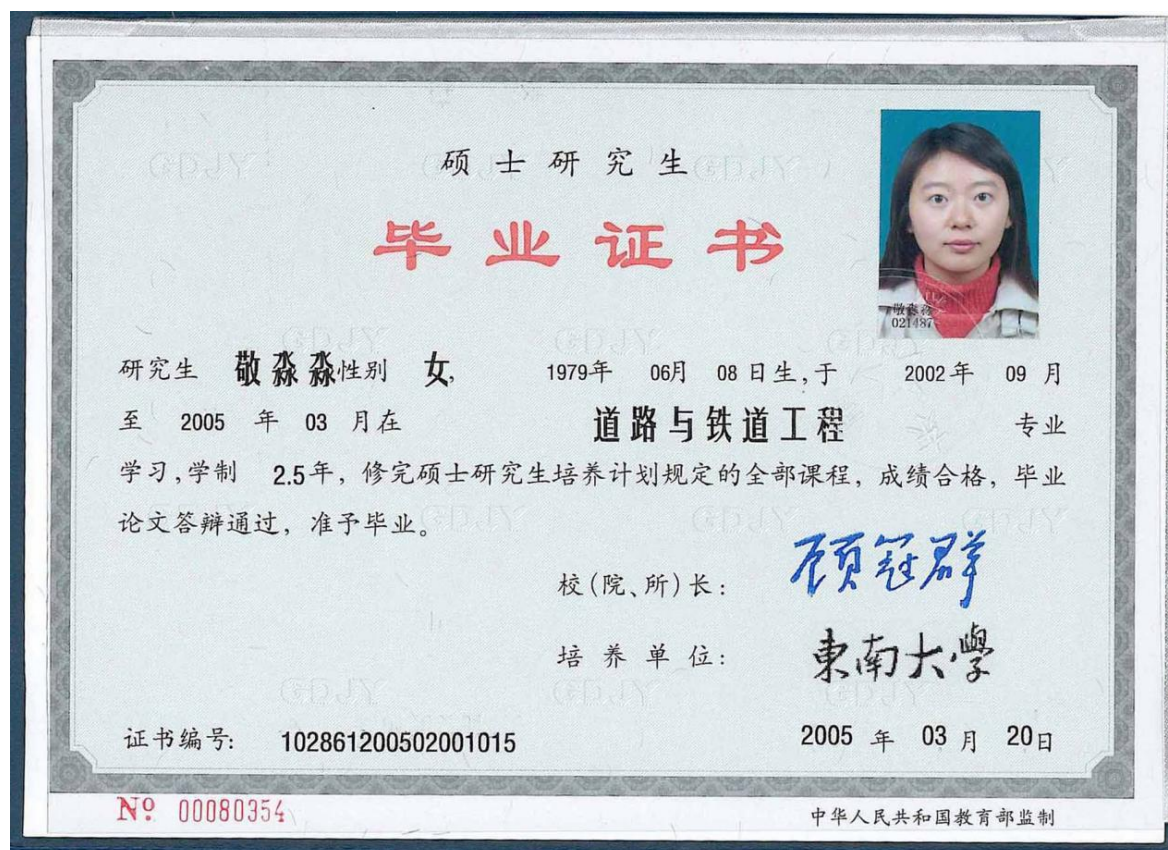 硕士研究生
毕业证书
敬淼淼
021487
研究生 敬淼淼性别 女, 1979年 06月 08日生,于 2002年 09月
至 2005 年 03 月在 道路与铁道工程 专业
学习,学制 2.5年,修完硕士研究生培养计划规定的全部课程,成绩合格,毕业
论文答辩通过,准予毕业。
校(院、所)长: 顾冠群
培养单位: 東南大學
证书编号: 102861200502001015 2005 年 03 月 20日
№ 00080354
中华人民共和国教育部监制